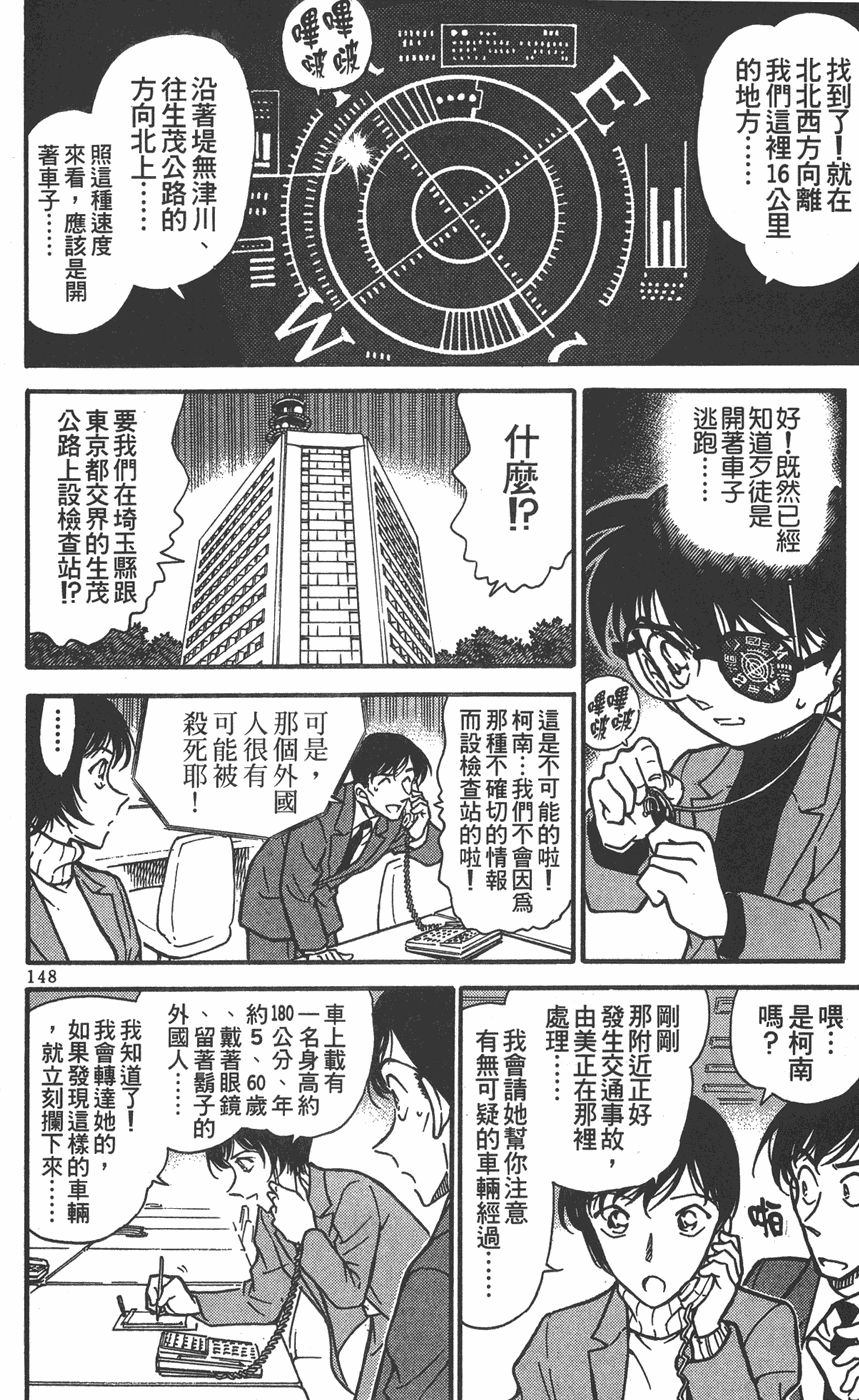 找到了！就在
北北西方向離
我們這裡16公里
的地方……
嗶嗶
啵啵
E
W
沿著堤無津川、
往生茂公路的
方向北上……
照這種速度
來看，應該是開
著車子……
好！既然已經
知道歹徒是
開著車子
逃跑……
嗶嗶
啵啵
什麼!?
要我們在埼玉縣跟
東京都交界的生茂
公路上設檢查站!?
這是不可能的啦！
柯南…我們不會因為
那種不確切的情報
而設檢查站的啦！
可是，
那個外國
人很有
可能被
殺死耶！
……
148
喂…
是柯南
嗎？
剛剛
那附近正好
發生交通事故，
由美正在那裡
處理……
我會請她幫你注意
有無可疑的車輛經過……
車上載有
一名身高約
180公分、年
約5、60歲
、戴著眼鏡
、留著鬍子的
外國人……
我知道了！
我會轉達她的，
如果發現這樣的車輛
，就立刻攔下來……